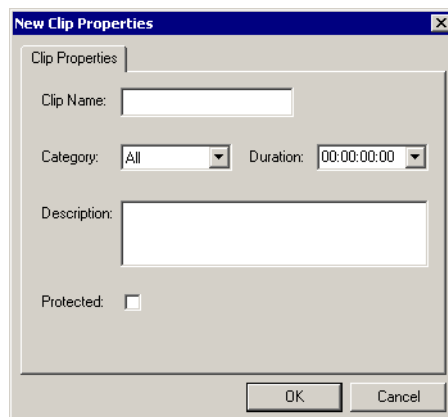 New Clip Properties
Clip Properties
Clip Name:
Category: All Duration: 00:00:00:00
Description:
Protected:
OK Cancel